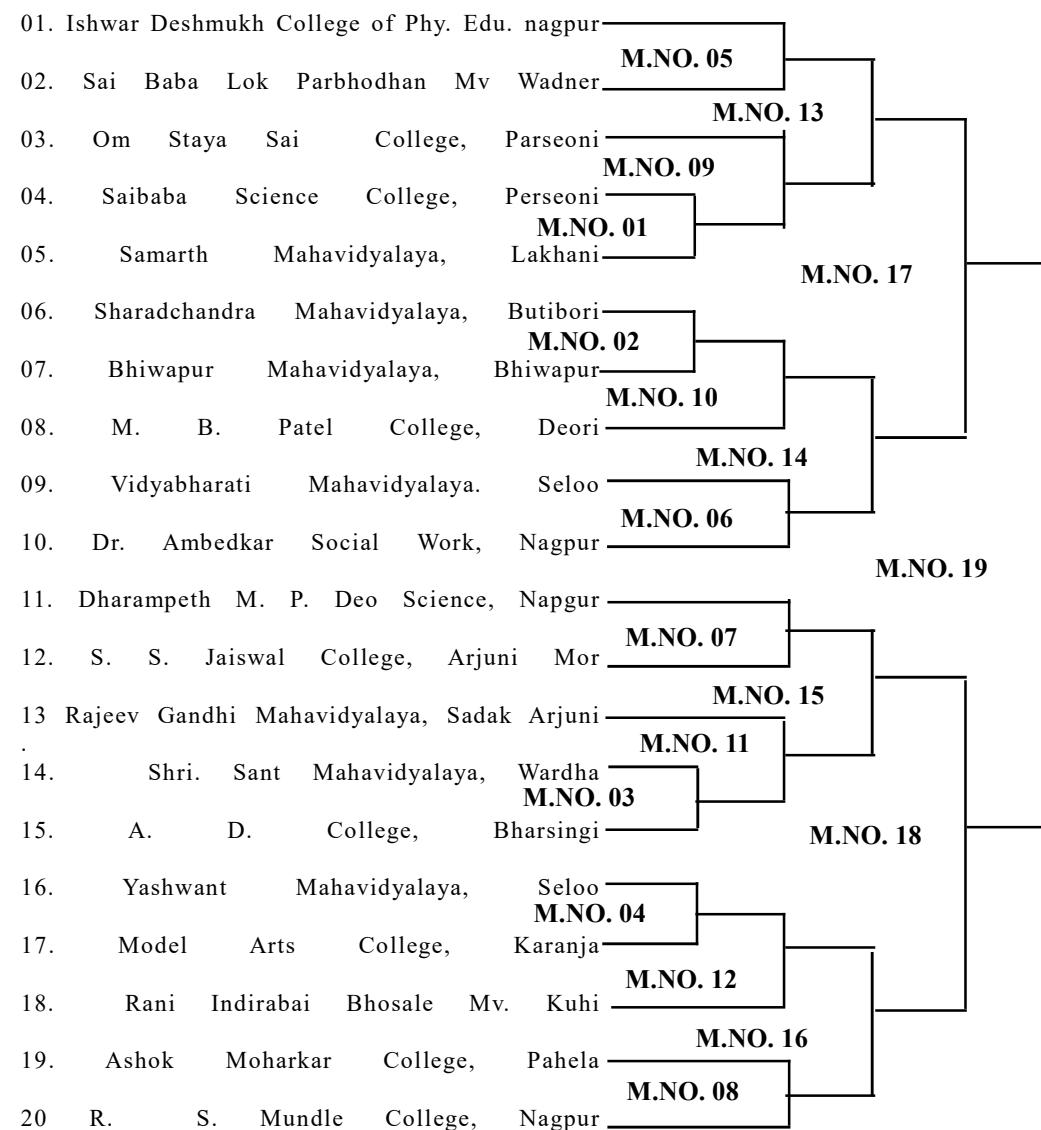 01. Ishwar Deshmukh College of Phy. Edu. nagpur
M.NO. 05
02. Sai Baba Lok Parbhodhan Mv Wadner
M.NO. 13
03. Om Staya Sai College, Parseoni
M.NO. 09
04. Saibaba Science College, Perseoni
M.NO. 01
05. Samarth Mahavidyalaya, Lakhani
M.NO. 17
06. Sharadchandra Mahavidyalaya, Butibori
M.NO. 02
07. Bhiwapur Mahavidyalaya, Bhiwapur
M.NO. 10
08. M. B. Patel College, Deori
M.NO. 14
09. Vidyabharati Mahavidyalaya. Seloo
M.NO. 06
10. Dr. Ambedkar Social Work, Nagpur
M.NO. 19
11. Dharampeth M. P. Deo Science, Napgur
M.NO. 07
12. S. S. Jaiswal College, Arjuni Mor
M.NO. 15
13 Rajeev Gandhi Mahavidyalaya, Sadak Arjuni
.
M.NO. 11
14. Shri. Sant Mahavidyalaya, Wardha
M.NO. 03
15. A. D. College, Bharsingi
M.NO. 18
16. Yashwant Mahavidyalaya, Seloo
M.NO. 04
17. Model Arts College, Karanja
M.NO. 12
18. Rani Indirabai Bhosale Mv. Kuhi
M.NO. 16
19. Ashok Moharkar College, Pahela
M.NO. 08
20 R. S. Mundle College, Nagpur